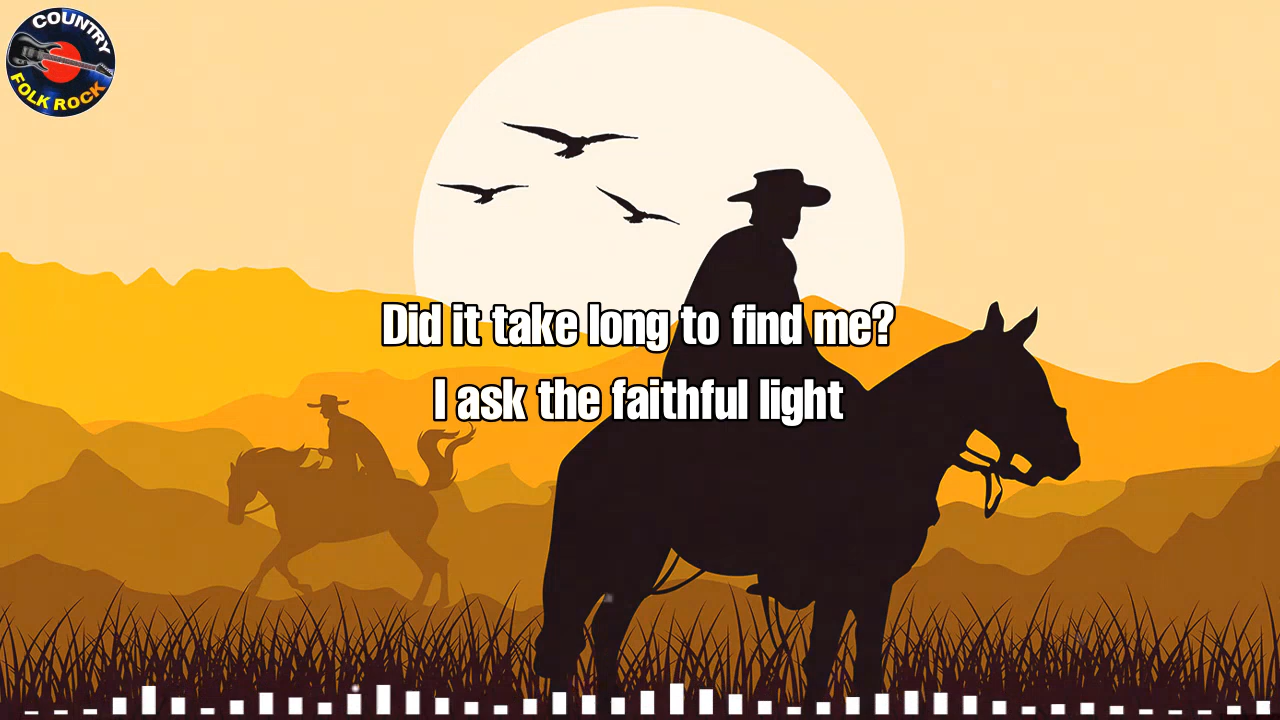 COUNTRY
FOLK ROCK
Did it take long to find me?
I ask the faithful light